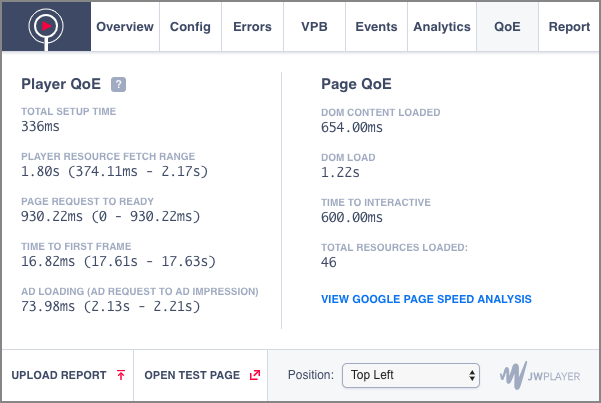 Overview Config Errors VPB Events Analytics QoE Report
Player QoE ?
TOTAL SETUP TIME
336ms
PLAYER RESOURCE FETCH RANGE
1.80s (374.11ms - 2.17s)
PAGE REQUEST TO READY
930.22ms (0 - 930.22ms)
TIME TO FIRST FRAME
16.82ms (17.61s - 17.63s)
AD LOADING (AD REQUEST TO AD IMPRESSION)
73.98ms (2.13s - 2.21s)
Page QoE
DOM CONTENT LOADED
654.00ms
DOM LOAD
1.22s
TIME TO INTERACTIVE
600.00ms
TOTAL RESOURCES LOADED:
46
VIEW GOOGLE PAGE SPEED ANALYSIS
UPLOAD REPORT OPEN TEST PAGE Position: Top Left JWPLAYER